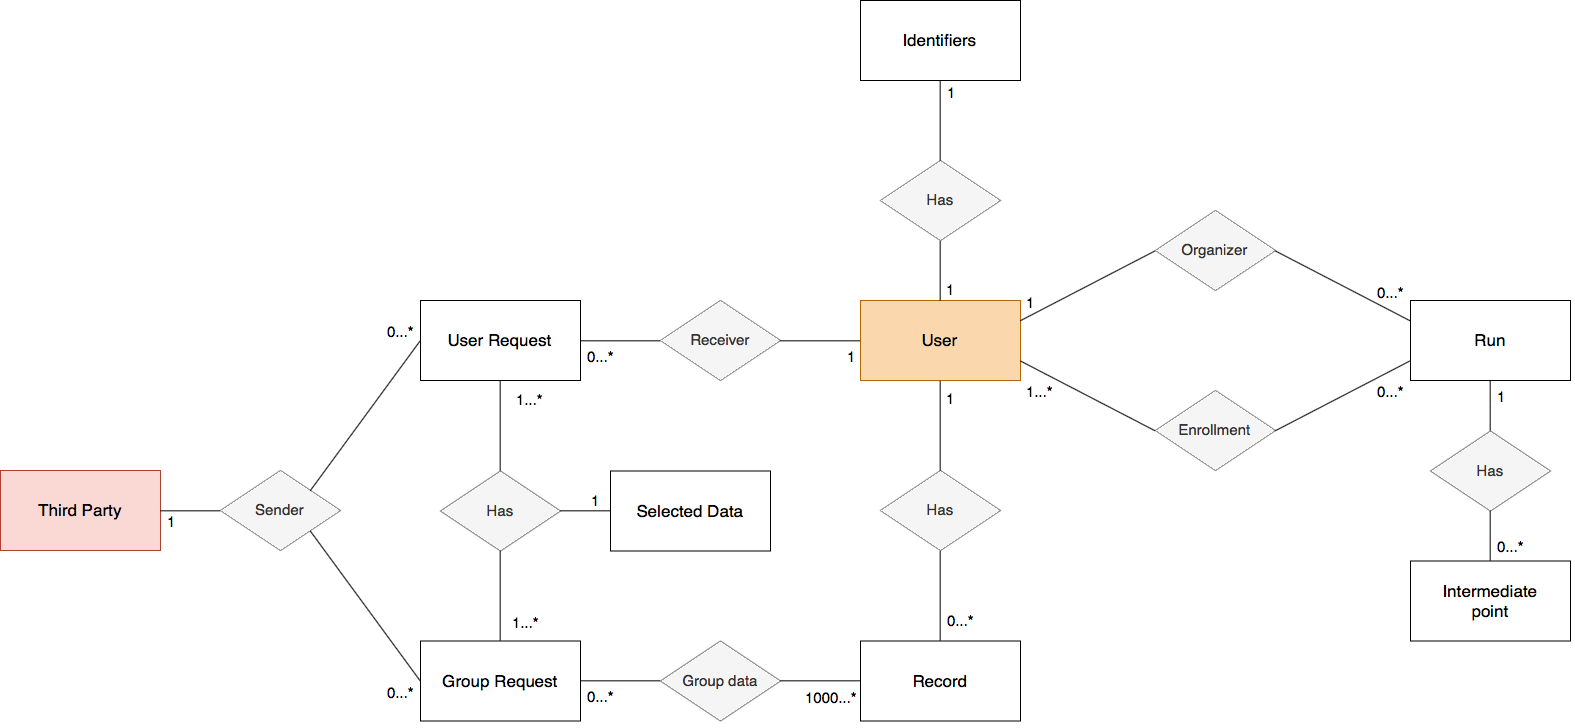 Identifiers
1
Has
1
Organizer
1
0...*
User Request
0...*
0...*
Receiver
1
User
1...*
0...*
Run
1...*
1
1
Enrollment
Third Party
1
Sender
Has
1
Selected Data
Has
Has
0...*
Intermediate
point
1...*
0...*
Group Request
0...*
0...*
Group data
1000...*
Record